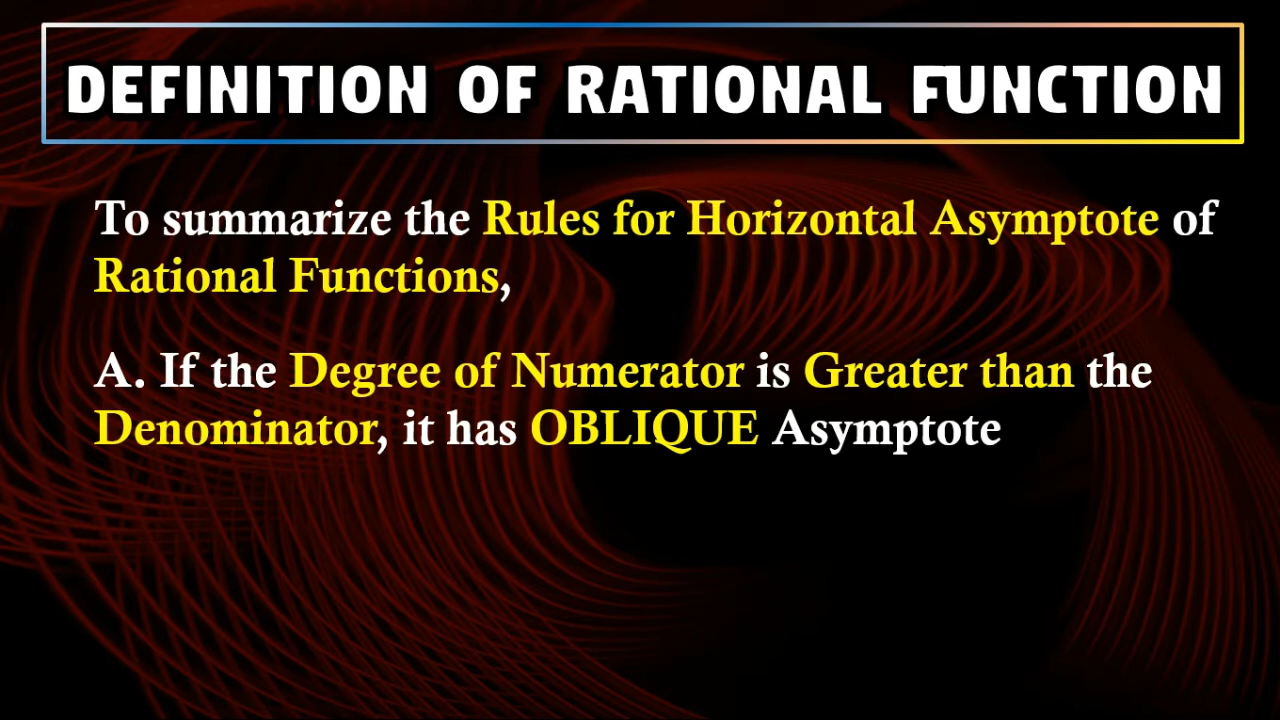 DEFINITION OF RATIONAL FUNCTION
To summarize the Rules for Horizontal Asymptote of
Rational Functions,
A. If the Degree of Numerator is Greater than the
Denominator, it has OBLIQUE Asymptote